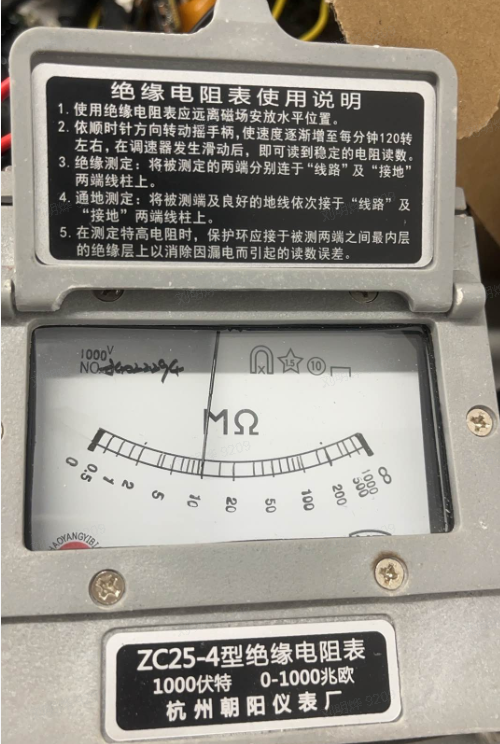 绝缘电阻表使用说明
1. 使用绝缘电阻表应远离磁场安放水平位置。
2. 依顺时针方向转动摇手柄，使速度逐渐增至每分钟120转
左右，在调速器发生滑动后，即可读到稳定的电阻读数。
3. 绝缘测定：将被测定的两端分别连于“线路”及“接地”
两端线柱上。
4. 通地测定：将被测端及良好的地线依次接于“线路”及
“接地”两端线柱上。
5. 在测定特高电阻时，保护环应接于被测两端之间最内层
的绝缘层上以消除因漏电而引起的读数误差。
1000V
NO.
1.5 10
MΩ
0 0.5 1 2 5 10 20 50 100 200 500 1000 ∞
ZC25-4型绝缘电阻表
1000伏特 0-1000兆欧
杭州朝阳仪表厂